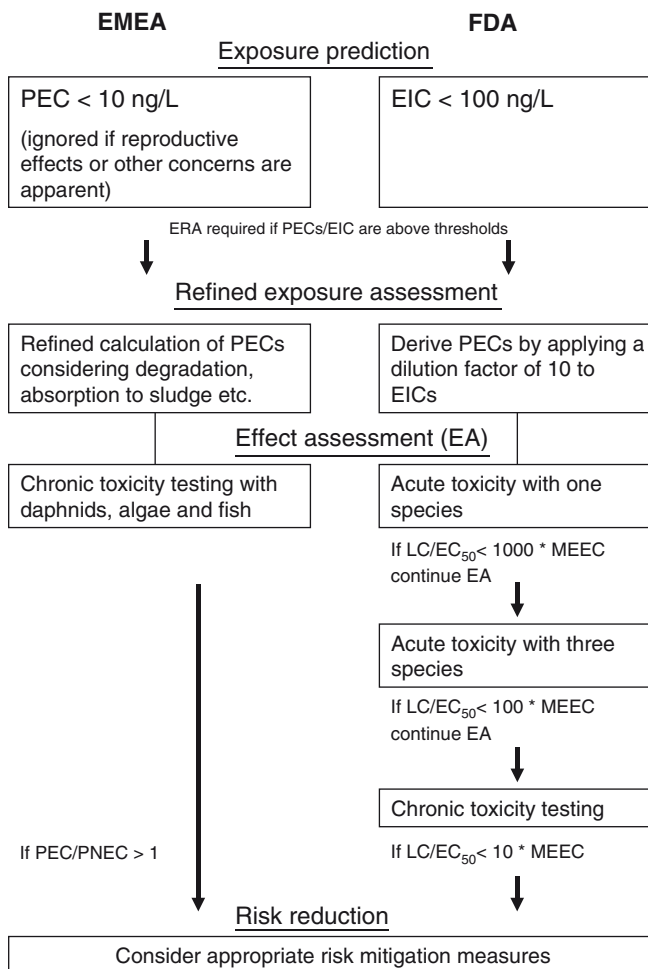 EMEA FDA
Exposure prediction
PEC < 10 ng/L
(ignored if reproductive
effects or other concerns are
apparent)
EIC < 100 ng/L
ERA required if PECs/EIC are above thresholds
Refined exposure assessment
Refined calculation of PECs
considering degradation,
absorption to sludge etc.
Derive PECs by applying a
dilution factor of 10 to
EICs
Effect assessment (EA)
Chronic toxicity testing with
daphnids, algae and fish
Acute toxicity with one
species
If LC/EC50< 1000 * MEEC
continue EA
Acute toxicity with three
species
If LC/EC50< 100 * MEEC
continue EA
Chronic toxicity testing
If PEC/PNEC > 1
If LC/EC50< 10 * MEEC
Risk reduction
Consider appropriate risk mitigation measures